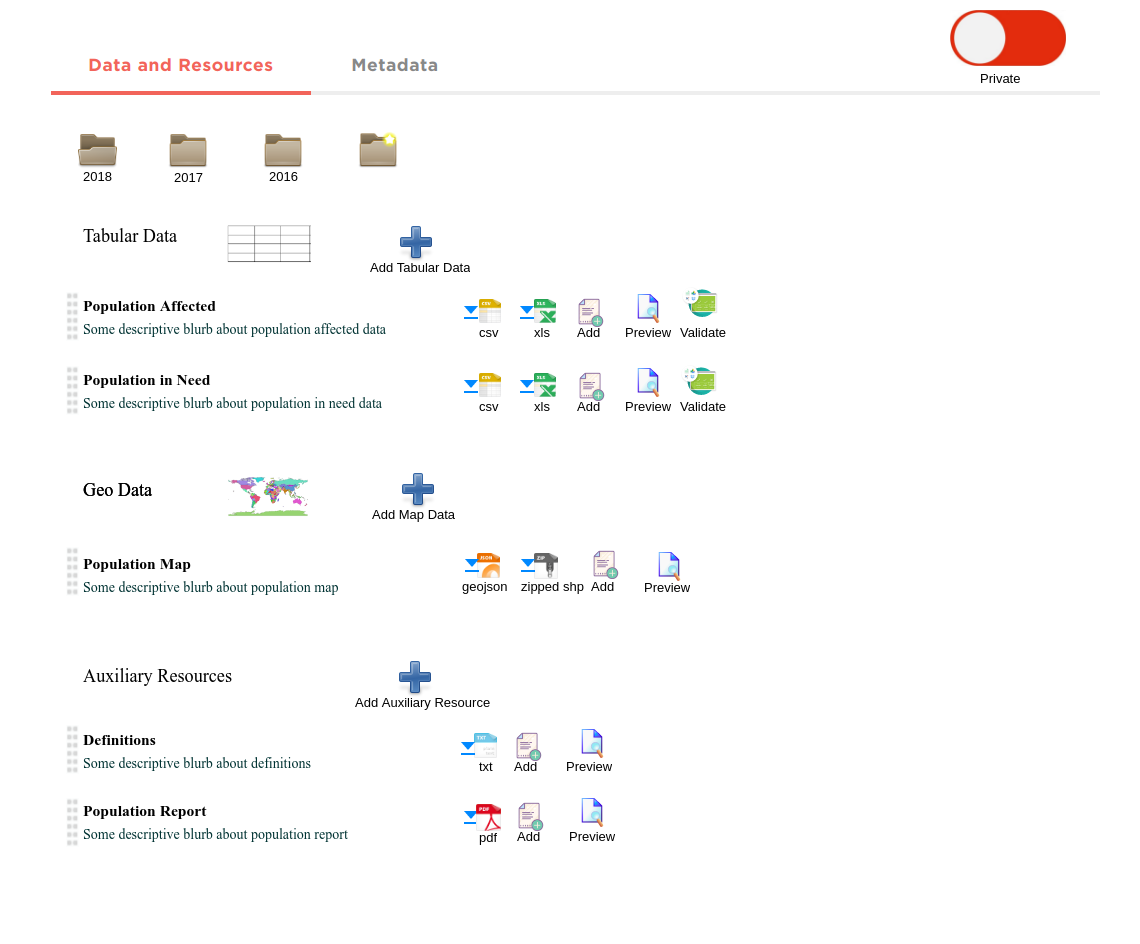 Data and Resources
Metadata
Private
2018
2017
2016
Tabular Data
Add Tabular Data
Population Affected
Some descriptive blurb about population affected data
CSV
csv
XLS
xls
Add
Preview
Validate
Population in Need
Some descriptive blurb about population in need data
CSV
csv
XLS
xls
Add
Preview
Validate
Geo Data
Add Map Data
Population Map
Some descriptive blurb about population map
JSON
geojson
ZIP
zipped shp
Add
Preview
Auxiliary Resources
Add Auxiliary Resource
Definitions
Some descriptive blurb about definitions
TXT
txt
Add
Preview
Population Report
Some descriptive blurb about population report
PDF
pdf
Add
Preview